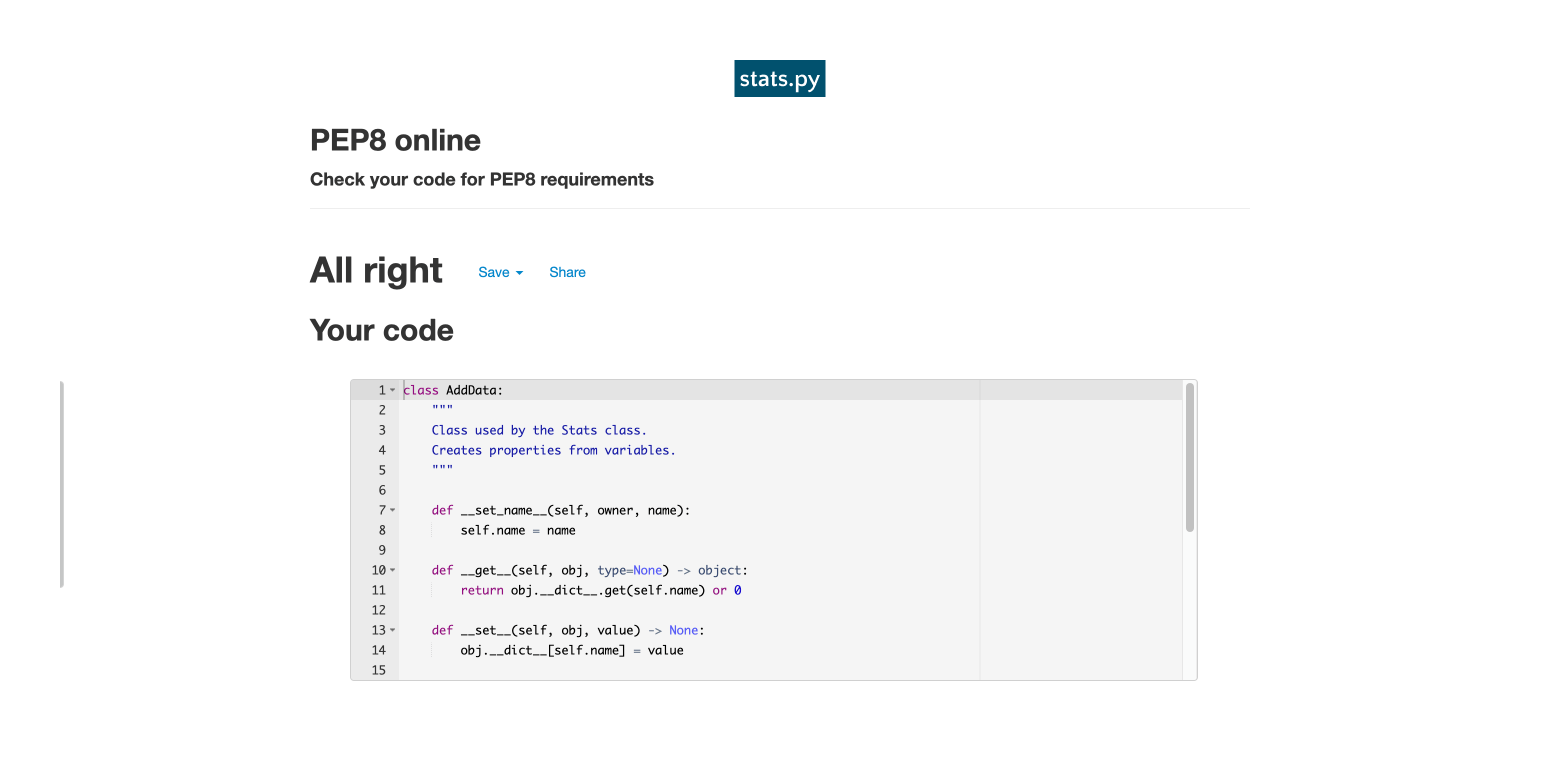 stats.py
PEP8 online
Check your code for PEP8 requirements
All right Save Share
Your code
1 class AddData:
2     """
3     Class used by the Stats class.
4     Creates properties from variables.
5     """
6
7     def __set_name__(self, owner, name):
8         self.name = name
9
10     def __get__(self, obj, type=None) -> object:
11         return obj.__dict__.get(self.name) or 0
12
13     def __set__(self, obj, value) -> None:
14         obj.__dict__[self.name] = value
15